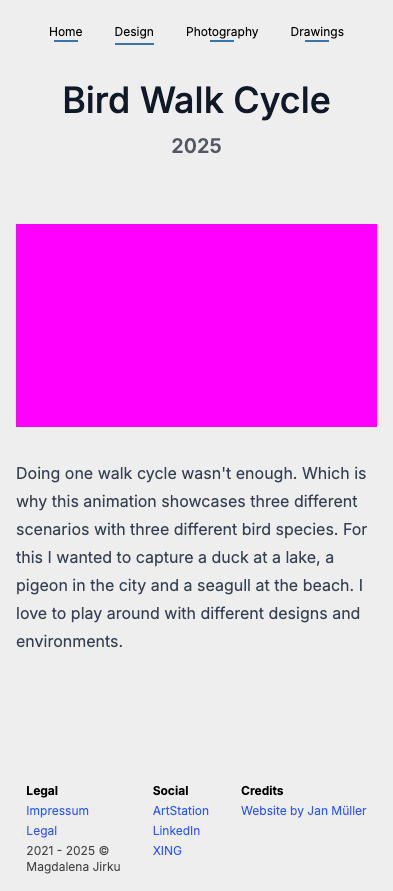 Home Design Photography Drawings
Bird Walk Cycle
2025
Doing one walk cycle wasn't enough. Which is
why this animation showcases three different
scenarios with three different bird species. For
this I wanted to capture a duck at a lake, a
pigeon in the city and a seagull at the beach. I
love to play around with different designs and
environments.
Legal
Impressum
Legal
2021 - 2025 ©
Magdalena Jirku
Social
ArtStation
LinkedIn
XING
Credits
Website by Jan Müller